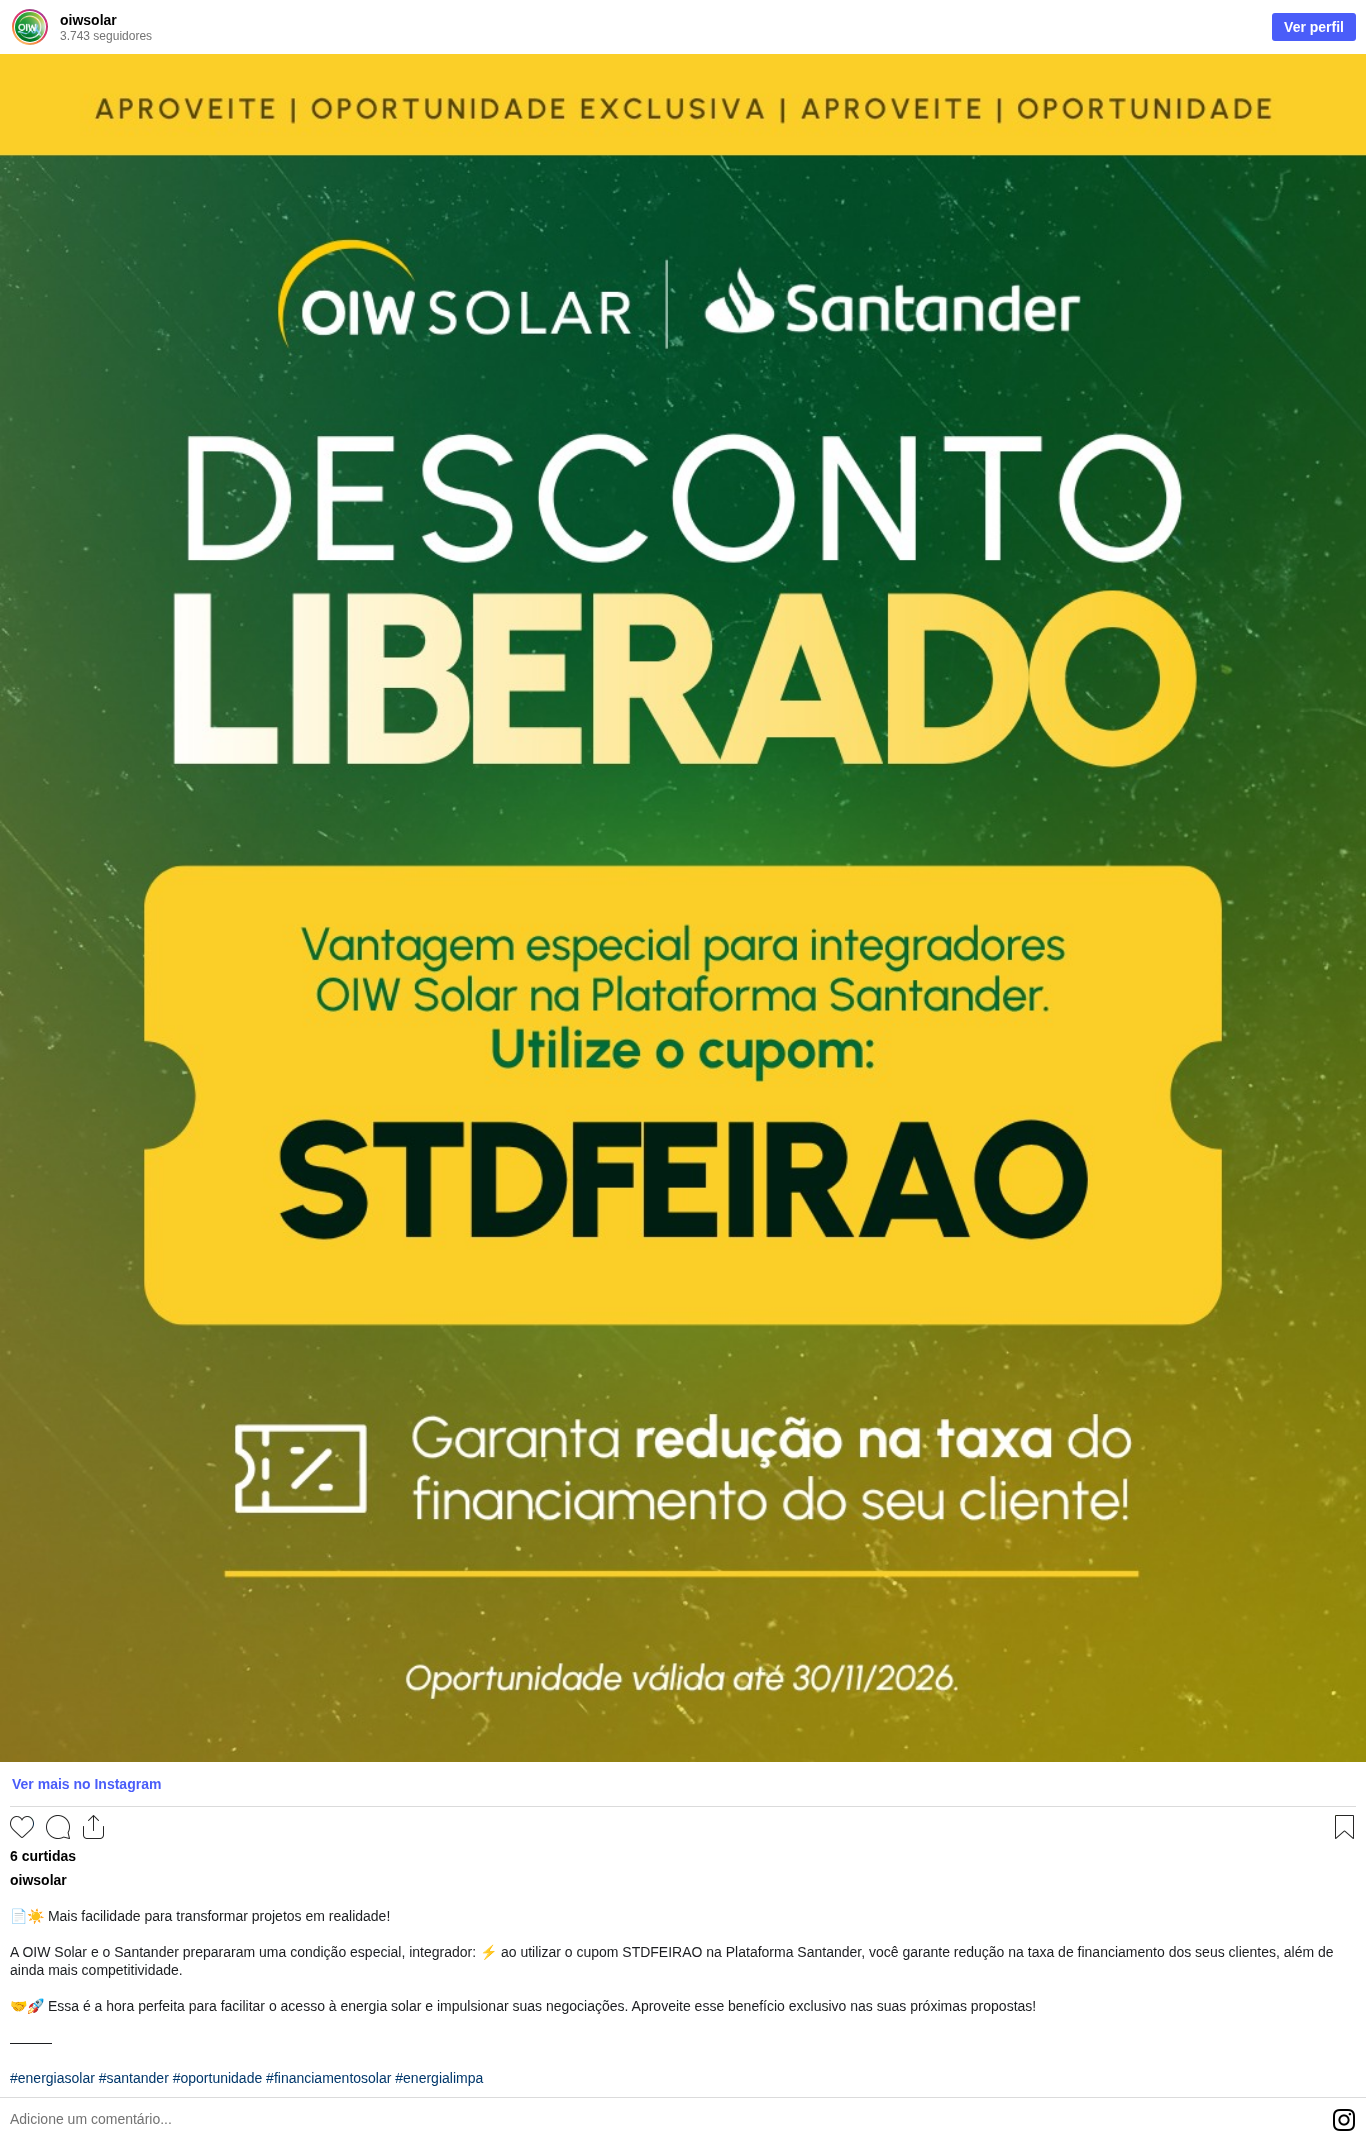 oiwsolar
3.743 seguidores
Ver perfil
APROVEITE | OPORTUNIDADE EXCLUSIVA | APROVEITE | OPORTUNIDADE
OIW SOLAR | Santander
DESCONTO
LIBERADO
Vantagem especial para integradores
OIW Solar na Plataforma Santander.
Utilize o cupom:
STDFEIRAO
Garanta redução na taxa do
financiamento do seu cliente!
Oportunidade válida até 30/11/2026.
Ver mais no Instagram
6 curtidas
oiwsolar
📄☀️ Mais facilidade para transformar projetos em realidade!
A OIW Solar e o Santander prepararam uma condição especial, integrador: ⚡ ao utilizar o cupom STDFEIRAO na Plataforma Santander, você garante redução na taxa de financiamento dos seus clientes, além de
ainda mais competitividade.
🤝🚀 Essa é a hora perfeita para facilitar o acesso à energia solar e impulsionar suas negociações. Aproveite esse benefício exclusivo nas suas próximas propostas!
______
#energiasolar #santander #oportunidade #financiamentosolar #energialimpa
Adicione um comentário...